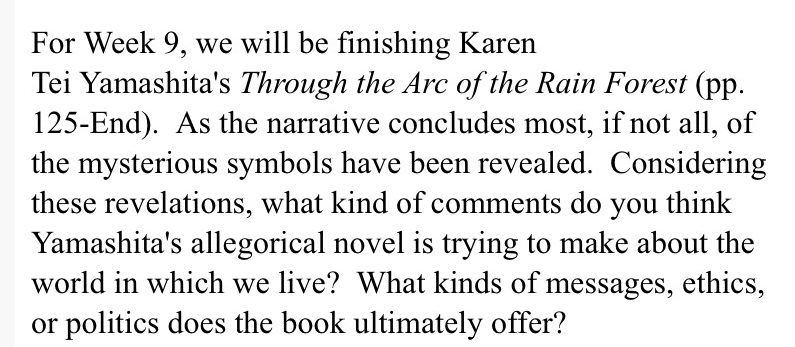 For Week 9, we will be finishing Karen
Tei Yamashita's Through the Arc of the Rain Forest (pp.
125-End).  As the narrative concludes most, if not all, of
the mysterious symbols have been revealed.  Considering
these revelations, what kind of comments do you think
Yamashita's allegorical novel is trying to make about the
world in which we live?  What kinds of messages, ethics,
or politics does the book ultimately offer?